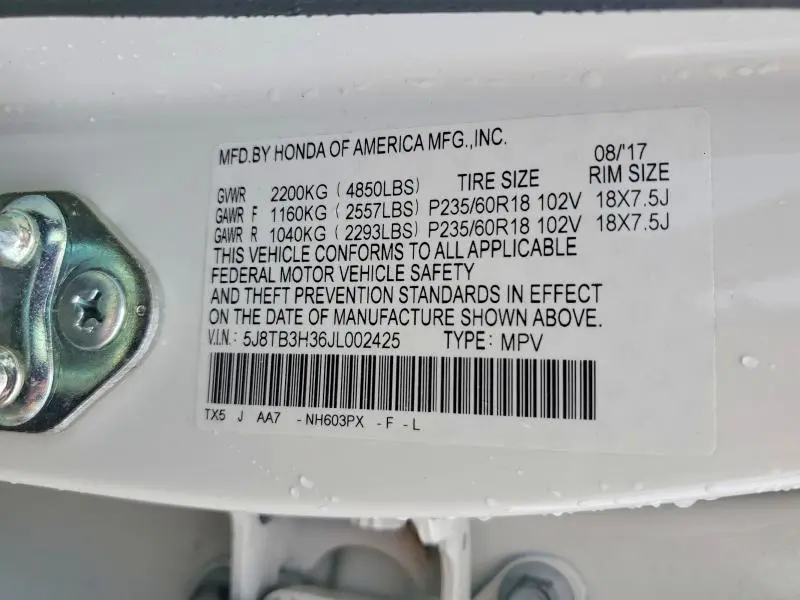 MFD.BY HONDA OF AMERICA MFG.,INC. 08/'17
GVWR 2200KG ( 4850LBS) TIRE SIZE RIM SIZE
GAWR F 1160KG ( 2557LBS) P235/60R18 102V 18X7.5J
GAWR R 1040KG ( 2293LBS) P235/60R18 102V 18X7.5J
THIS VEHICLE CONFORMS TO ALL APPLICABLE
FEDERAL MOTOR VEHICLE SAFETY
AND THEFT PREVENTION STANDARDS IN EFFECT
ON THE DATE OF MANUFACTURE SHOWN ABOVE.
V.I.N.: 5J8TB3H36JL002425 TYPE: MPV
TX5 J AA7 -NH603PX -F -L